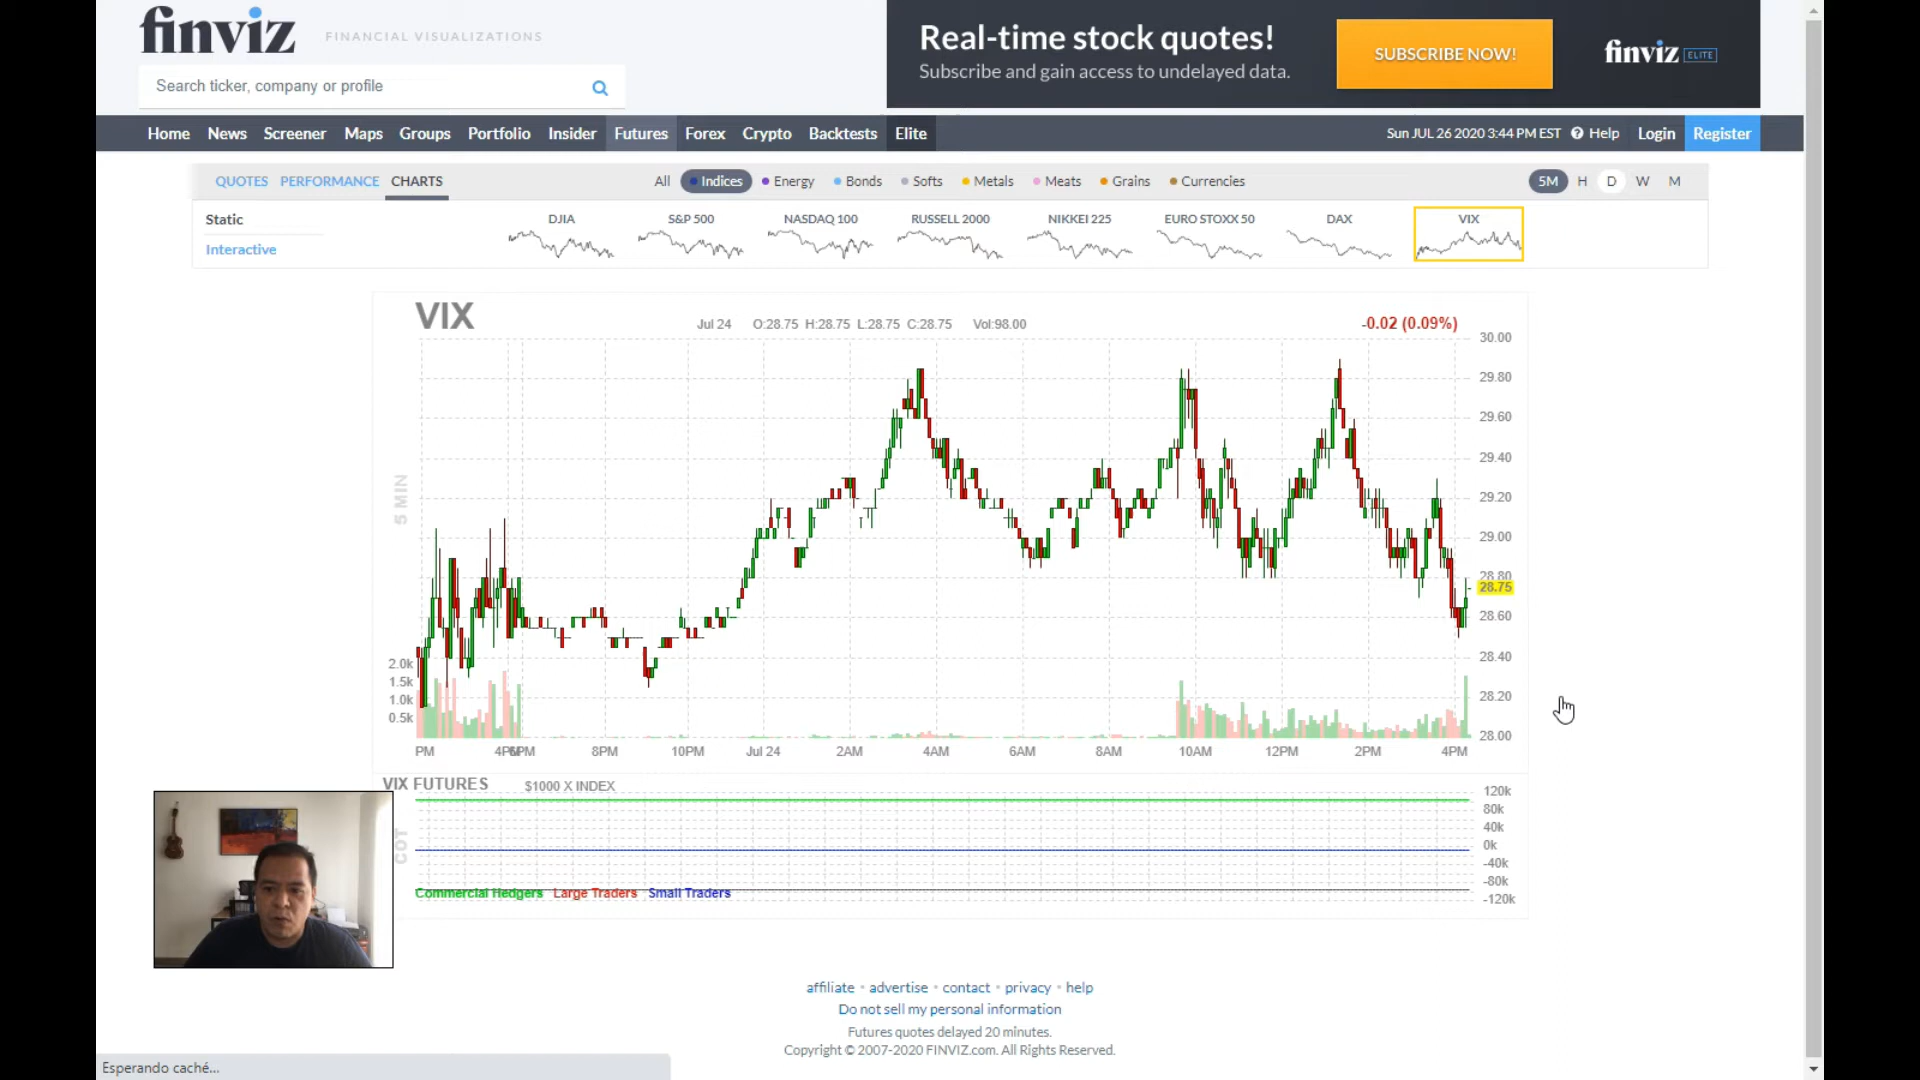 finviz FINANCIAL VISUALIZATIONS
Real-time stock quotes!
Subscribe and gain access to undelayed data.
SUBSCRIBE NOW!
finviz ELITE
Search ticker, company or profile
Home News Screener Maps Groups Portfolio Insider Futures Forex Crypto Backtests Elite Sun JUL 26 2020 3:44 PM EST Help Login Register
QUOTES PERFORMANCE CHARTS All Indices Energy Bonds Softs Metals Meats Grains Currencies 5M H D W M
Static
Interactive
DJIA S&P 500 NASDAQ 100 RUSSELL 2000 NIKKEI 225 EURO STOXX 50 DAX VIX
VIX Jul 24 O:28.75 H:28.75 L:28.75 C:28.75 Vol:98.00 -0.02 (0.09%)
30.00
29.80
29.60
29.40
29.20
29.00
28.80
28.75
28.60
28.40
28.20
28.00
5 MIN
2.0k
1.5k
1.0k
0.5k
PM 4PM 6PM 8PM 10PM Jul 24 2AM 4AM 6AM 8AM 10AM 12PM 2PM 4PM
VIX FUTURES $1000 X INDEX
120k
80k
40k
0k
-40k
-80k
-120k
COT
Commercial Hedgers Large Traders Small Traders
affiliate • advertise • contact • privacy • help
Do not sell my personal information
Futures quotes delayed 20 minutes.
Copyright © 2007-2020 FINVIZ.com. All Rights Reserved.
Esperando caché...